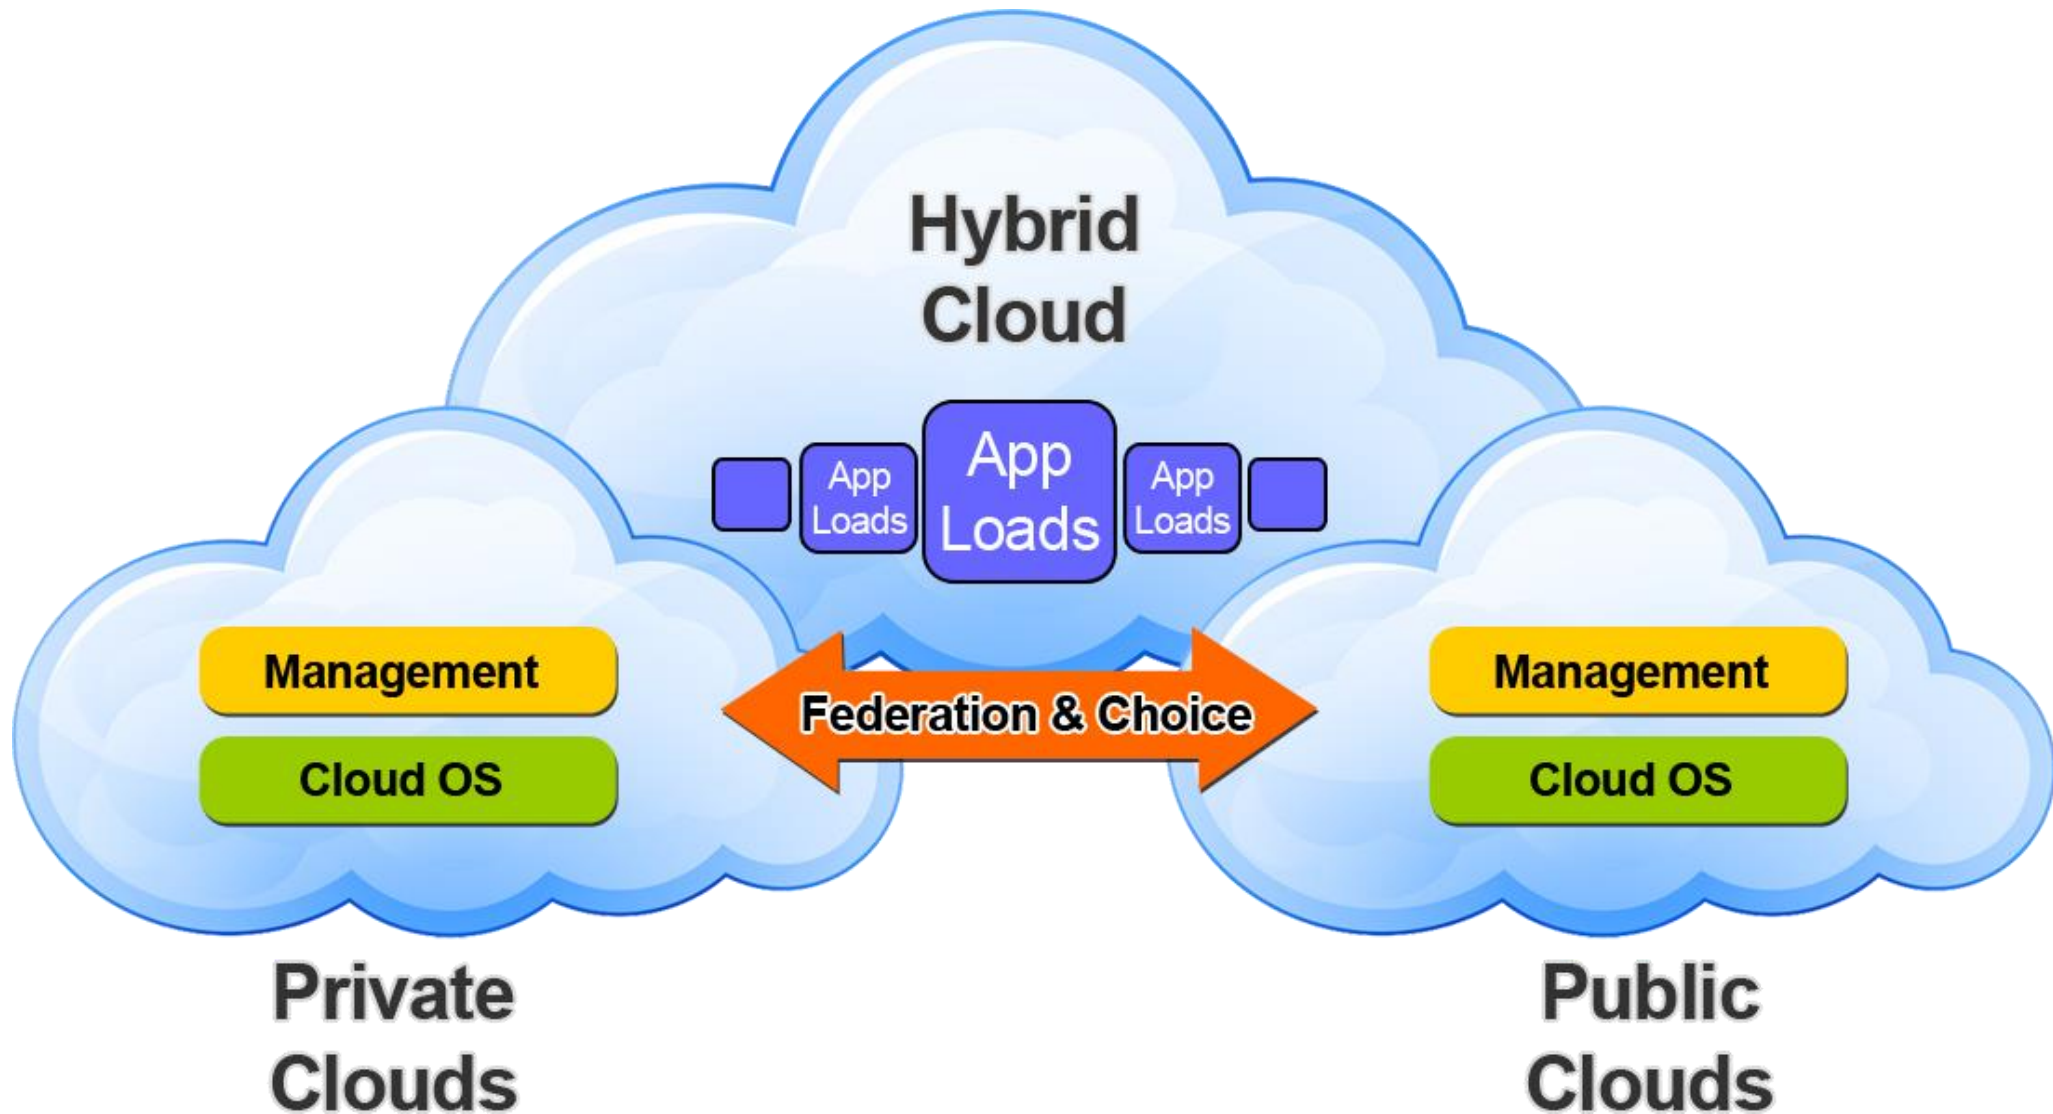 Hybrid
Cloud
App
Loads
App
Loads
App
Loads
Management
Cloud OS
Federation & Choice
Management
Cloud OS
Private
Clouds
Public
Clouds